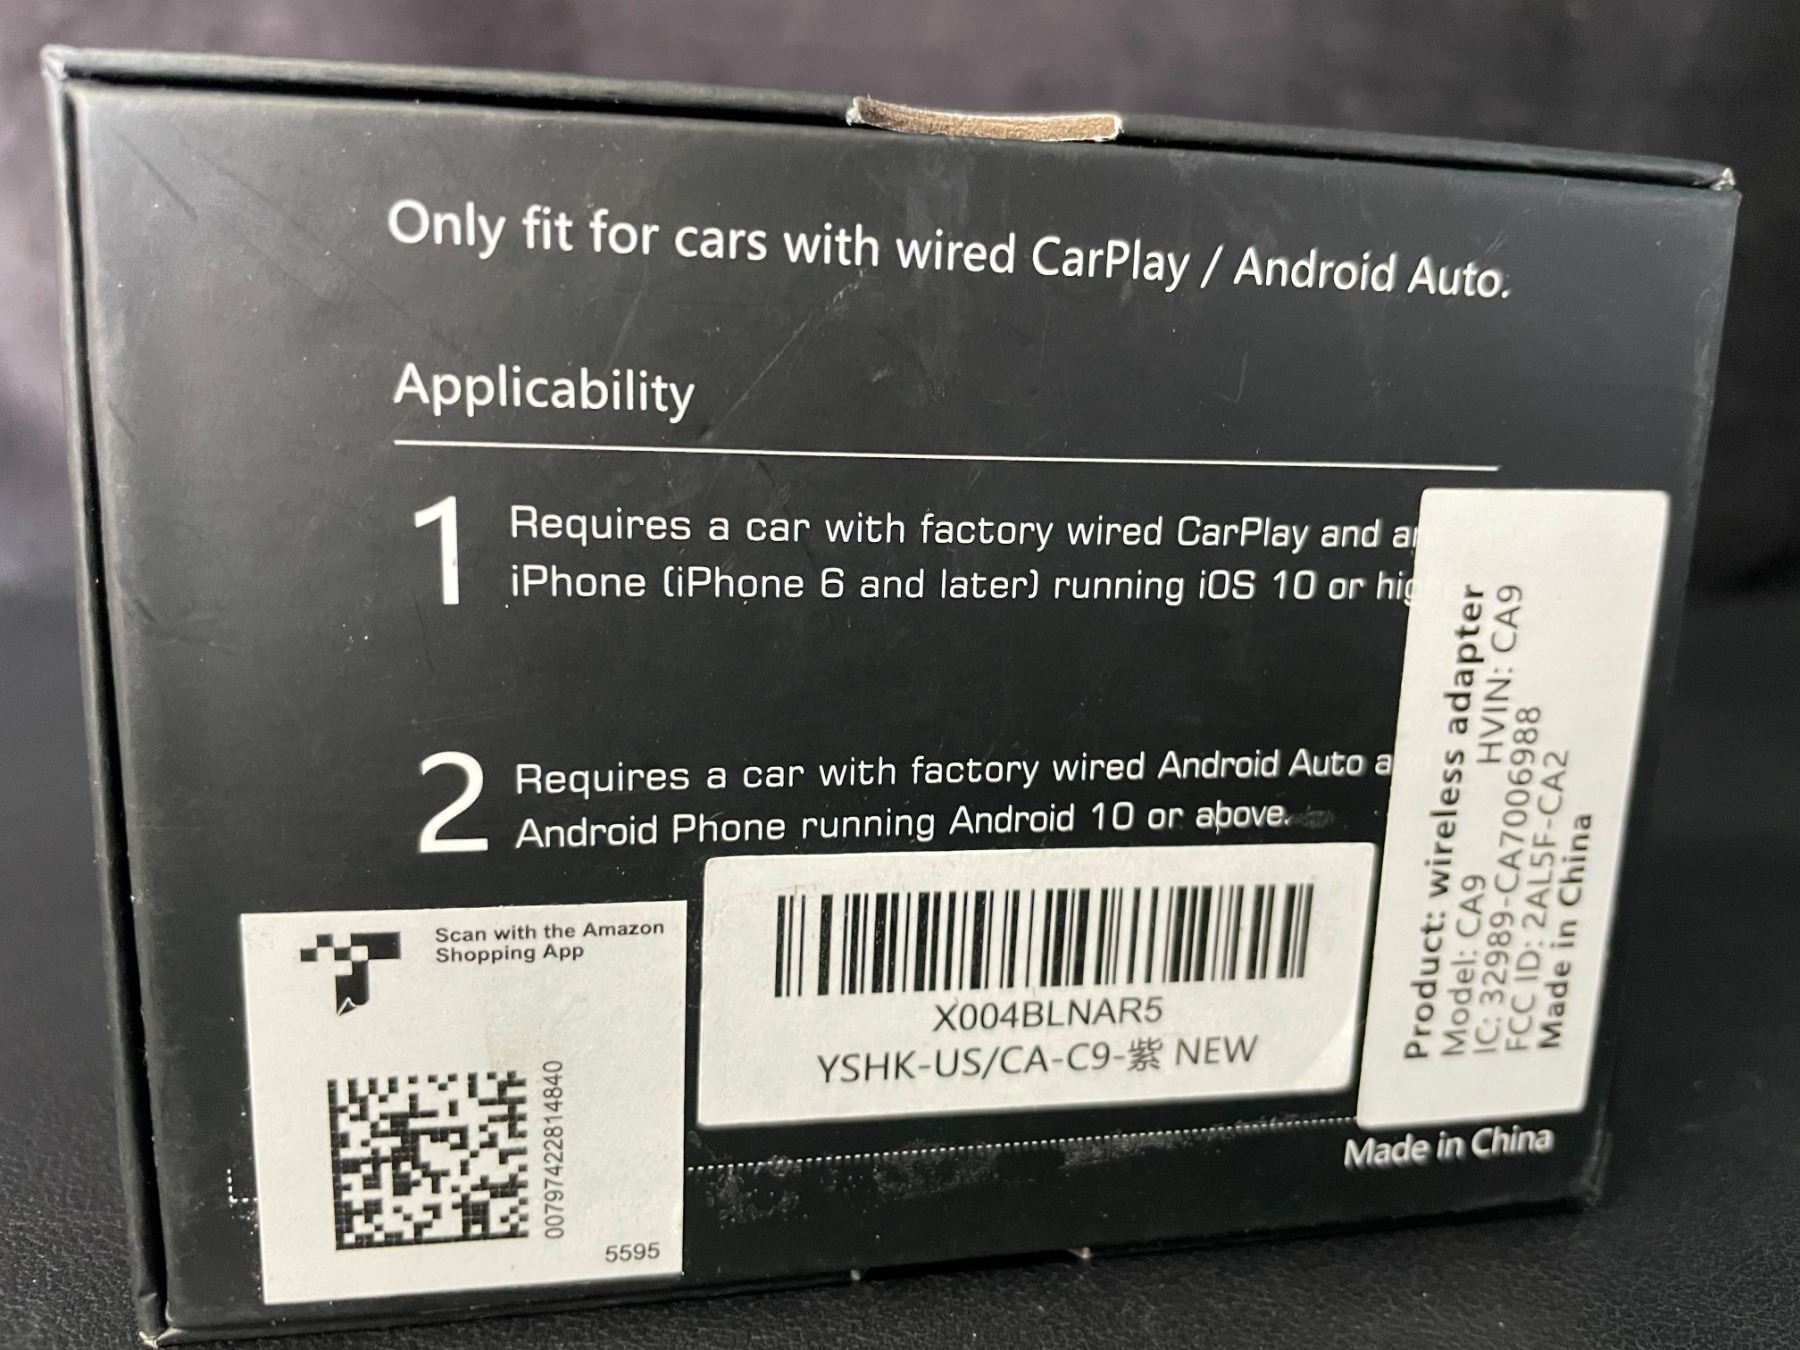 Only fit for cars with wired CarPlay / Android Auto.
Applicability
1
Requires a car with factory wired CarPlay and
iPhone (iPhone 6 and later) running iOS 10 or
2
Requires a car with factory wired Android Auto
Android Phone running Android 10 or above.
Scan with the Amazon
Shopping App
0079742281 4840
5595
X004BLNAR5
YSHK-US/CA-C9-紫 NEW
Product: wireless adapter
Model: CA9 HVIN: CA9
IC: 32989-CA7006988
FCC ID: 2AL5F-CA2
Made in China
Made in China